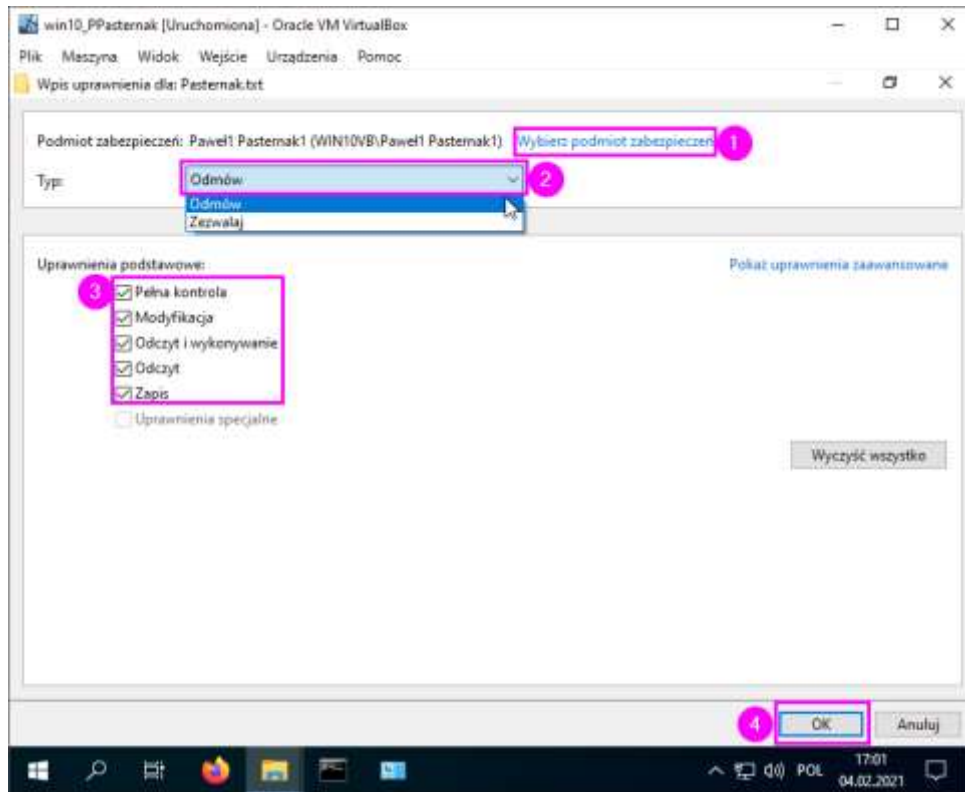 win10_PPasternak [Uruchomiona] - Oracle VM VirtualBox
Plik Maszyna Widok Wejście Urządzenia Pomoc
Wpis uprawnienia dla: Pasternak.txt
Podmiot zabezpieczeń: Paweł1 Pasternak1 (WIN10VB\Paweł1 Pasternak1) Wybierz podmiot zabezpieczeń 1
Typ: Odmów 2
Odmów
Zezwalaj
Uprawnienia podstawowe: Pokaż uprawnienia zaawansowane
3 Pełna kontrola
Modyfikacja
Odczyt i wykonywanie
Odczyt
Zapis
Uprawnienia specjalne
Wyczyść wszystko
4 OK Anuluj
POL 17:01
04.02.2021